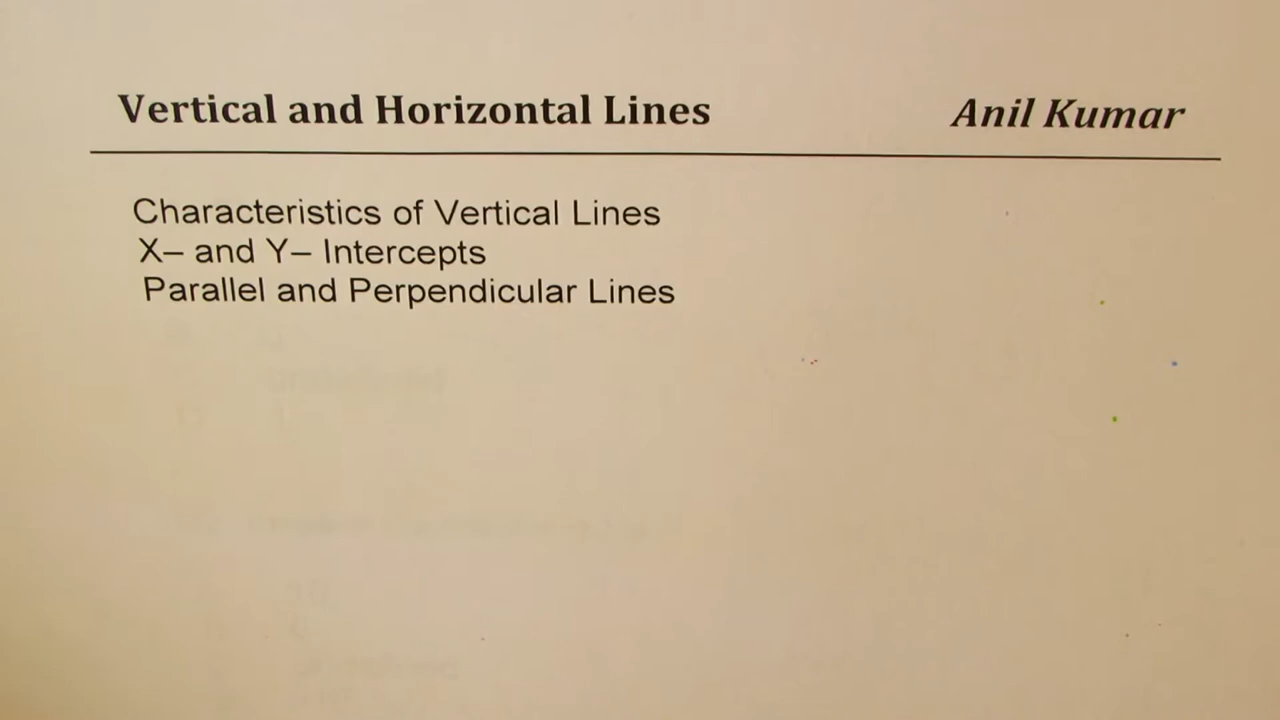 Vertical and Horizontal Lines Anil Kumar
Characteristics of Vertical Lines
X– and Y– Intercepts
Parallel and Perpendicular Lines